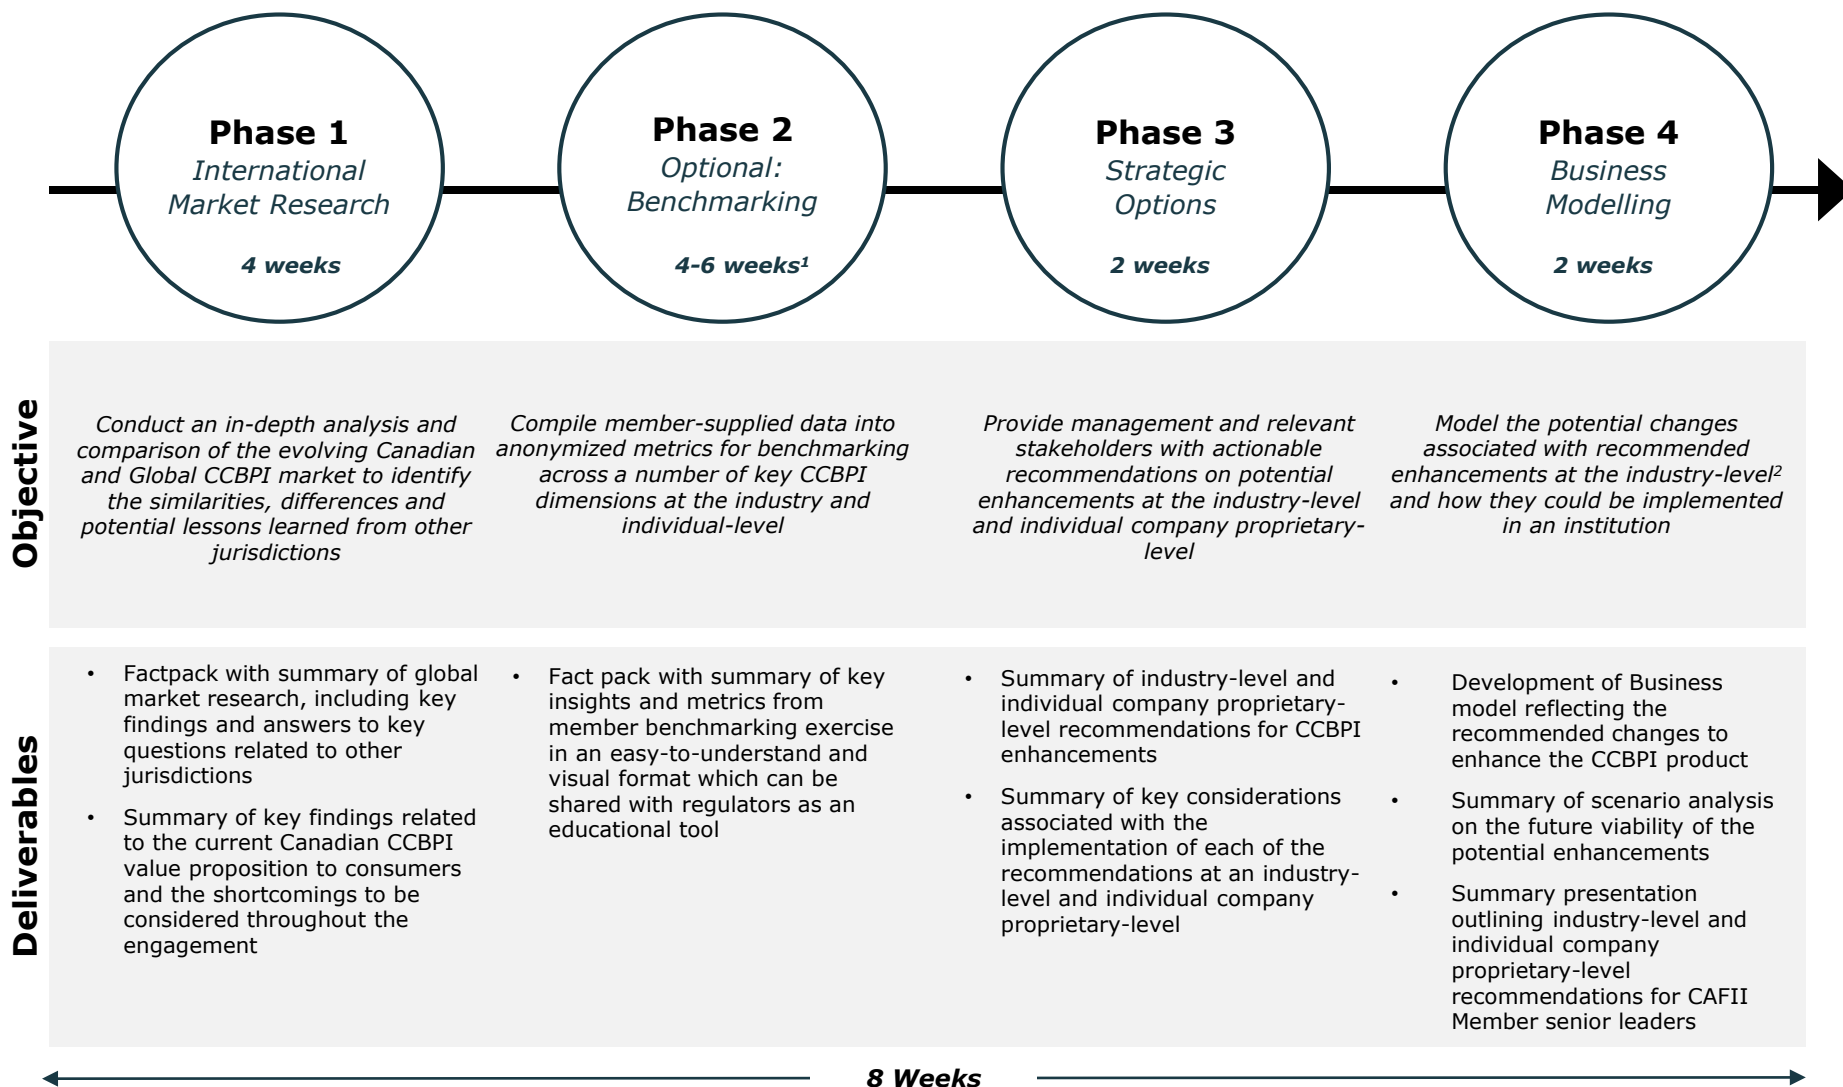 Phase 1
International
Market Research
4 weeks
Phase 2
Optional:
Benchmarking
4-6 weeks¹
Phase 3
Strategic
Options
2 weeks
Phase 4
Business
Modelling
2 weeks
Objective
Conduct an in-depth analysis and
comparison of the evolving Canadian
and Global CCBPI market to identify
the similarities, differences and
potential lessons learned from other
jurisdictions
Compile member-supplied data into
anonymized metrics for benchmarking
across a number of key CCBPI
dimensions at the industry and
individual-level
Provide management and relevant
stakeholders with actionable
recommendations on potential
enhancements at the industry-level
and individual company proprietary-
level
Model the potential changes
associated with recommended
enhancements at the industry-level²
and how they could be implemented
in an institution
Deliverables
• Factpack with summary of global
market research, including key
findings and answers to key
questions related to other
jurisdictions
• Summary of key findings related
to the current Canadian CCBPI
value proposition to consumers
and the shortcomings to be
considered throughout the
engagement
• Fact pack with summary of key
insights and metrics from
member benchmarking exercise
in an easy-to-understand and
visual format which can be
shared with regulators as an
educational tool
• Summary of industry-level and
individual company proprietary-
level recommendations for CCBPI
enhancements
• Summary of key considerations
associated with the
implementation of each of the
recommendations at an industry-
level and individual company
proprietary-level
• Development of Business
model reflecting the
recommended changes to
enhance the CCBPI product
• Summary of scenario analysis
on the future viability of the
potential enhancements
• Summary presentation
outlining industry-level and
individual company
proprietary-level
recommendations for CAFII
Member senior leaders
8 Weeks